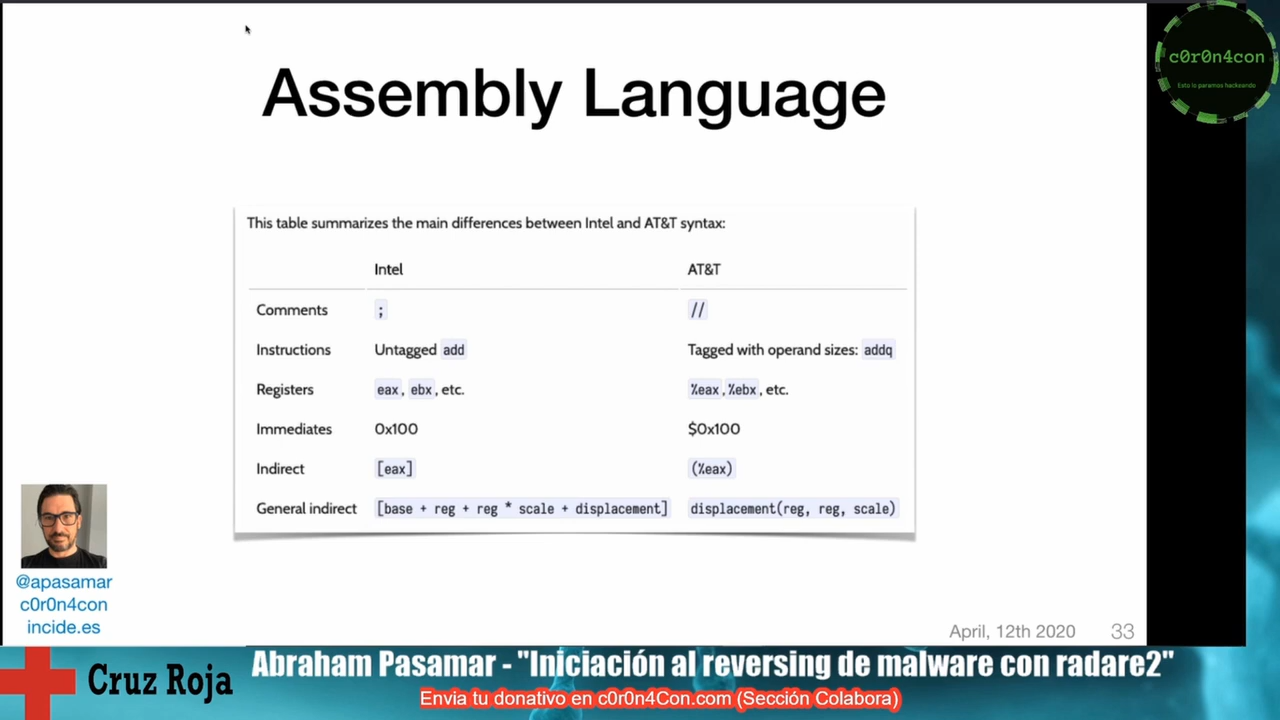 Assembly Language
c0r0n4con
Esto lo paramos hackeando
This table summarizes the main differences between Intel and AT&T syntax:
Intel AT&T
Comments ; //
Instructions Untagged add Tagged with operand sizes: addq
Registers eax, ebx, etc. %eax,%ebx, etc.
Immediates 0x100 $0x100
Indirect [eax] (%eax)
General indirect [base + reg + reg * scale + displacement] displacement(reg, reg, scale)
@apasamar
c0r0n4con
incide.es
April, 12th 2020 33
Cruz Roja
Abraham Pasamar - "Iniciación al reversing de malware con radare2"
Envia tu donativo en c0r0n4Con.com (Sección Colabora)